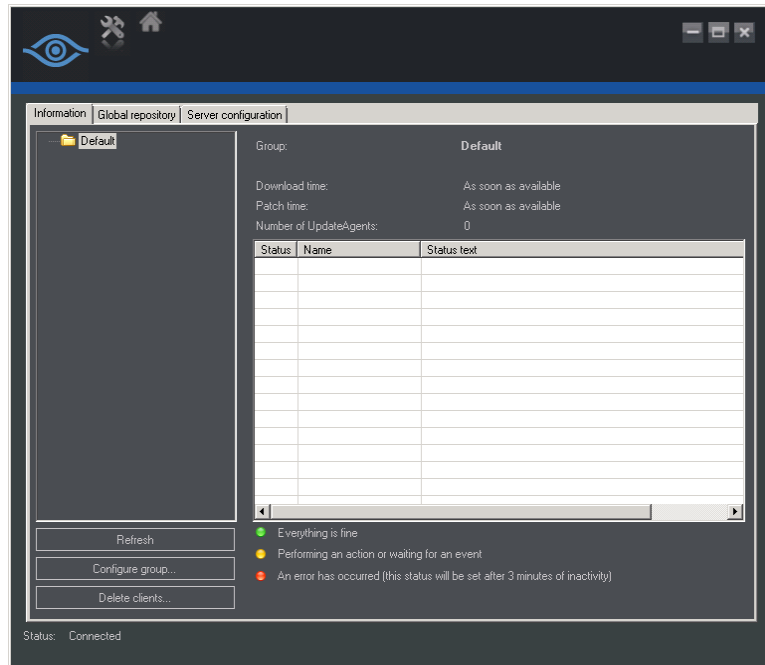 Information Global repository Server configuration
Default
Group: Default
Download time: As soon as available
Patch time: As soon as available
Number of UpdateAgents: 0
Status Name Status text
Refresh
Configure group...
Delete clients...
Everything is fine
Performing an action or waiting for an event
An error has occurred (this status will be set after 3 minutes of inactivity)
Status: Connected